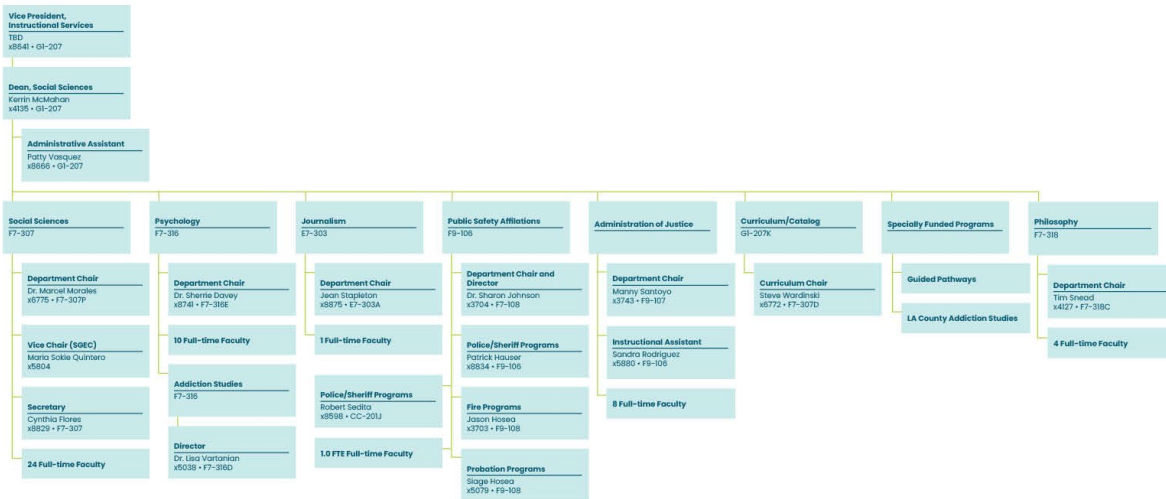 Vice President,
Instructional Services
TBD
x8641 • G1-207
Dean, Social Sciences
Kerrin McMahan
x4135 • G1-207
Administrative Assistant
Patty Vasquez
x8666 • G1-207
Social Sciences
F7-307
Department Chair
Dr. Marcel Morales
x6775 • F7-307P
Vice Chair (SGEC)
Maria Sokie Quintero
x5804
Secretary
Cynthia Flores
x8829 • F7-307
24 Full-time Faculty
Psychology
F7-316
Department Chair
Dr. Sherrie Davey
x8741 • F7-316E
10 Full-time Faculty
Addiction Studies
F7-316
Director
Dr. Lisa Vartanian
x5038 • F7-316D
Journalism
E7-303
Department Chair
Jean Stapleton
x8875 • E7-303A
1 Full-time Faculty
Public Safety Affilations
F9-106
Department Chair and
Director
Dr. Sharon Johnson
x3704 • F7-108
Police/Sheriff Programs
Patrick Hauser
x8834 • F9-106
Police/Sheriff Programs
Robert Sedita
x8598 • CC-201J
Fire Programs
Jason Hosea
x3703 • F9-108
1.0 FTE Full-time Faculty
Probation Programs
Siage Hosea
x5079 • F9-108
Administration of Justice
Department Chair
Manny Santoyo
x3743 • F9-107
Instructional Assistant
Sandra Rodriguez
x5880 • F9-106
8 Full-time Faculty
Curriculum/Catalog
G1-207K
Curriculum Chair
Steve Wardinski
x6772 • F7-307D
Specially Funded Programs
Guided Pathways
LA County Addiction Studies
Philosophy
F7-318
Department Chair
Tim Snead
x4127 • F7-318C
4 Full-time Faculty